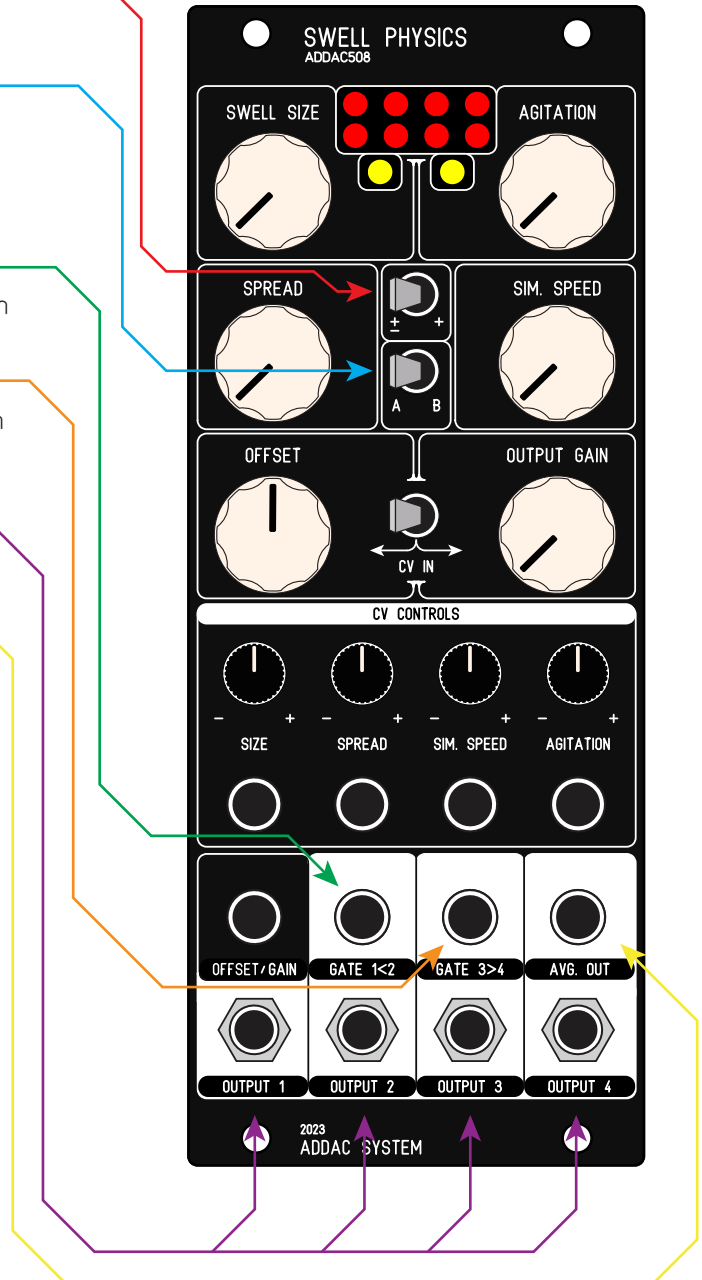 SWELL PHYSICS
ADDAC508
SWELL SIZE
AGITATION
SPREAD
SIM. SPEED
± +
A B
n
n
OFFSET
OUTPUT GAIN
CV IN
CV CONTROLS
- + - + - + - +
SIZE SPREAD SIM. SPEED AGITATION
OFFSET/GAIN GATE 1<2 GATE 3>4 AVG. OUT
OUTPUT 1 OUTPUT 2 OUTPUT 3 OUTPUT 4
2023
ADDAC SYSTEM